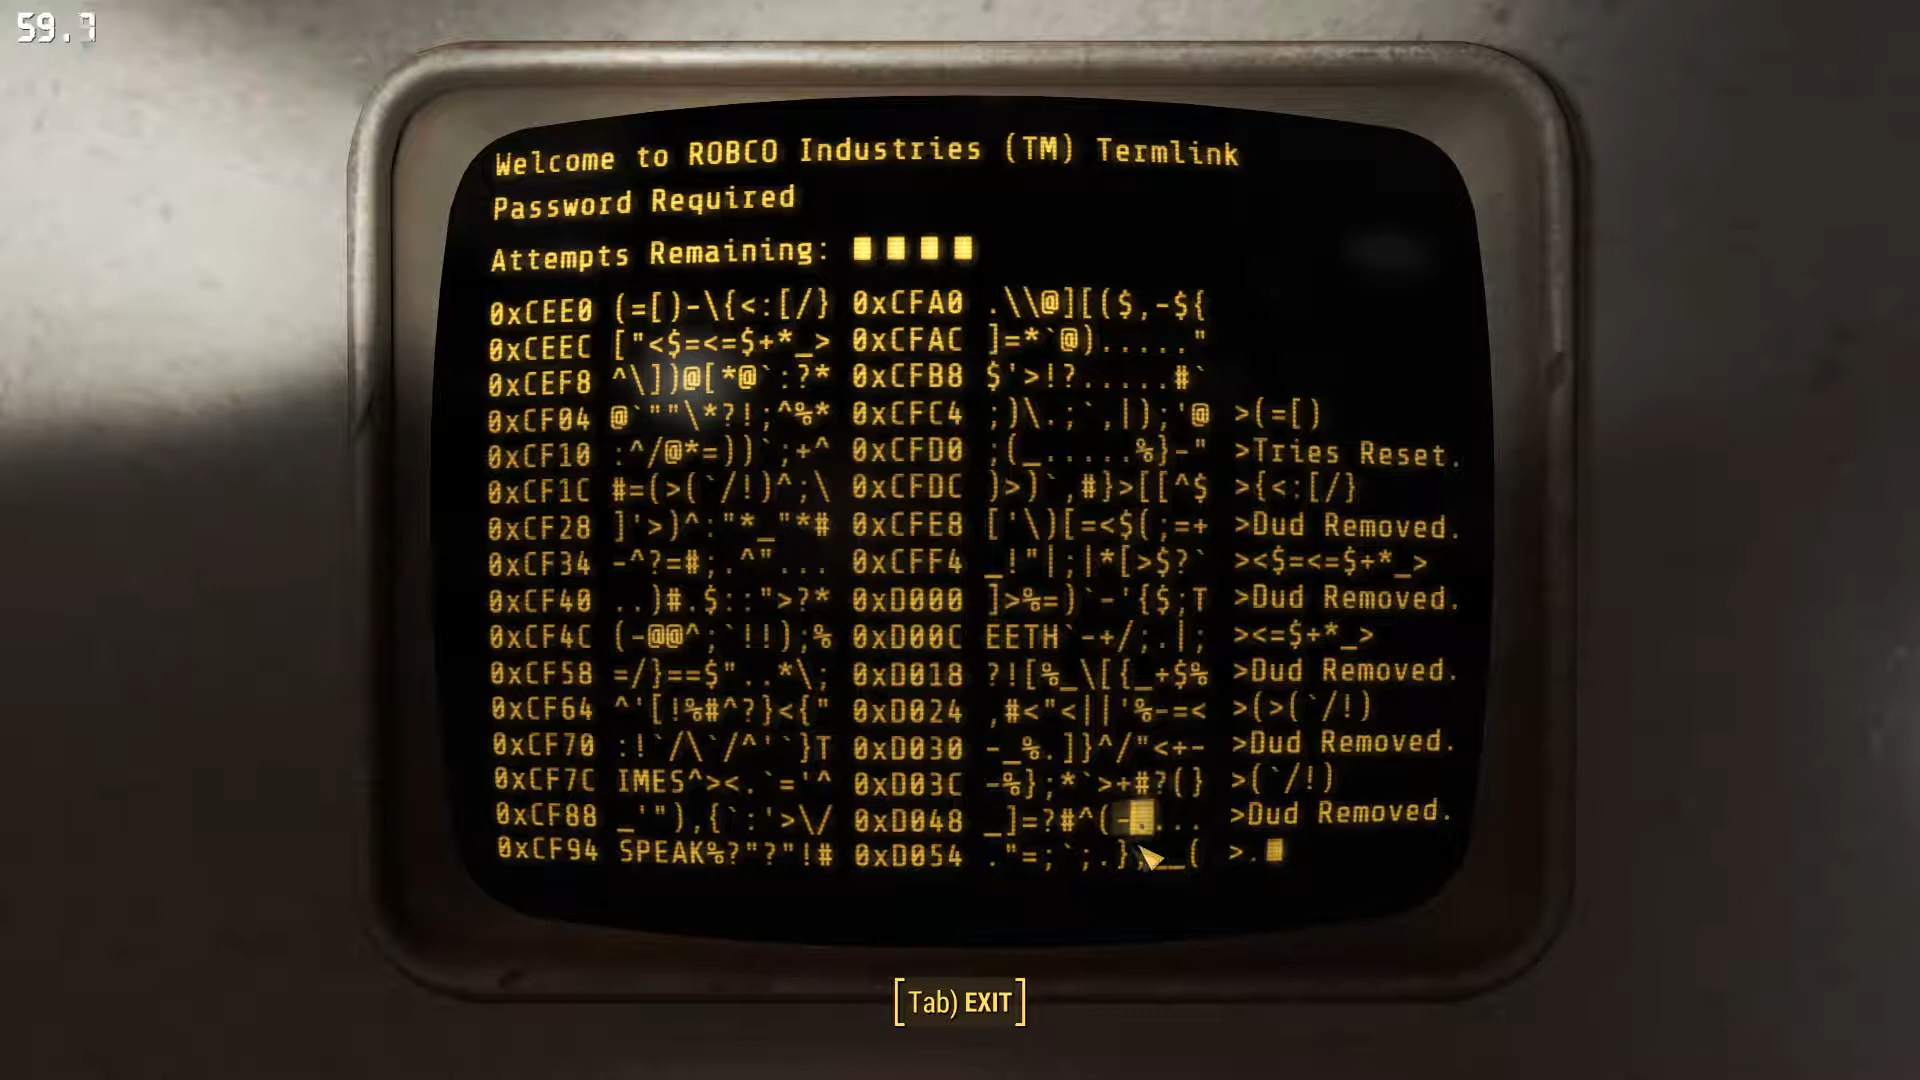 59.7
Welcome to ROBCO Industries (TM) Termlink
Password Required
Attempts Remaining: ■ ■ ■ ■
0xCEE0 (=[)-\{<:[/} 0xCFA0 .\\@][($,-${
0xCEEC ["<$=<=$+*_> 0xCFAC ]=*`@)....."
0xCEF8 ^\])@[*@`:?* 0xCFB8 $'>!?.....#`
0xCF04 @`""\*?!;^%* 0xCFC4 ;)\.;`,|);'@ >(=[)
0xCF10 :^/@*=))`;+^ 0xCFD0 ;(_.....%}-" >Tries Reset.
0xCF1C #=(>(`/!)^;\ 0xCFDC )>)`,#}>[[^$ >{<:[/}
0xCF28 ]'>)^:"*_"*# 0xCFE8 ['\)[=<$(;=+ >Dud Removed.
0xCF34 -^?=#;.^"... 0xCFF4 _!"|;|*[>$?` ><$=<=$+*_>
0xCF40 ..)#.$::">?* 0xD000 ]>%=)`-'{$;T >Dud Removed.
0xCF4C (-@@^;`!!);% 0xD00C EETH`-+/;.|; ><=$+*_>
0xCF58 =/}==$"..*\; 0xD018 ?![%_\[{_+$% >Dud Removed.
0xCF64 ^'[!%#^?}<{" 0xD024 ,#<"<||'%-=< >(>(`/!)
0xCF70 :!`/\`/^'`}T 0xD030 -_%.]}^/"<+- >Dud Removed.
0xCF7C IMES^><.`='^ 0xD03C -%};*`>+#?(} >(`/!)
0xCF88 _'"),{`:'>\/ 0xD048 _]=?#^(-.... >Dud Removed.
0xCF94 SPEAK%?"?"!# 0xD054 ."=;`;.};__( >.■
[Tab) EXIT]